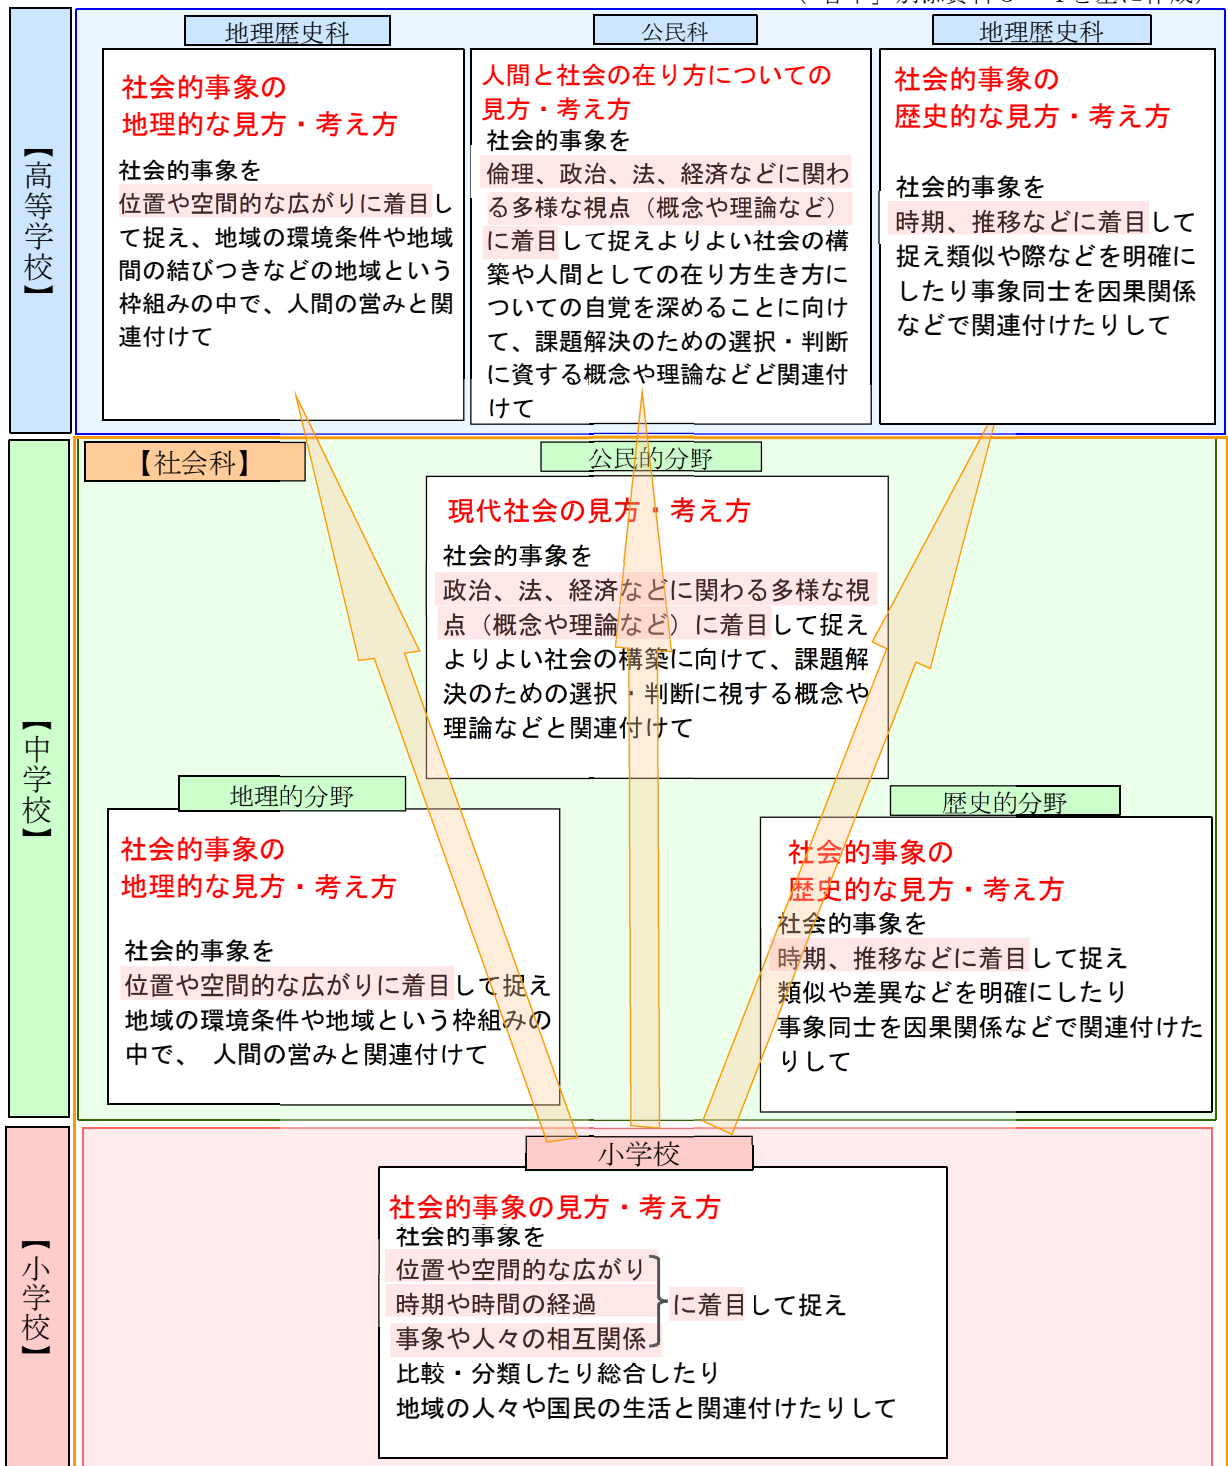 【高等学校】
地理歴史科
社会的事象の
地理的な見方・考え方
社会的事象を
位置や空間的な広がりに着目し
て捉え、地域の環境条件や地域
間の結びつきなどの地域という
枠組みの中で、人間の営みと関
連付けて
公民科
人間と社会の在り方についての
見方・考え方
社会的事象を
倫理、政治、法、経済などに関わ
る多様な視点（概念や理論など）
に着目して捉えよりよい社会の構
築や人間としての在り方生き方に
ついての自覚を深めることに向け
て、課題解決のための選択・判断
に資する概念や理論などど関連付
けて
地理歴史科
社会的事象の
歴史的な見方・考え方
社会的事象を
時期、推移などに着目して
捉え類似や際などを明確に
したり事象同士を因果関係
などで関連付けたりして
【中学校】
【社会科】
公民的分野
現代社会の見方・考え方
社会的事象を
政治、法、経済などに関わる多様な視
点（概念や理論など）に着目して捉え
よりよい社会の構築に向けて、課題解
決のための選択・判断に視する概念や
理論などと関連付けて
地理的分野
社会的事象の
地理的な見方・考え方
社会的事象を
位置や空間的な広がりに着目して捉え
地域の環境条件や地域という枠組みの
中で、 人間の営みと関連付けて
歴史的分野
社会的事象の
歴史的な見方・考え方
社会的事象を
時期、推移などに着目して捉え
類似や差異などを明確にしたり
事象同士を因果関係などで関連付けた
りして
【小学校】
小学校
社会的事象の見方・考え方
社会的事象を
位置や空間的な広がり
時期や時間の経過
事象や人々の相互関係
に着目して捉え
比較・分類したり総合したり
地域の人々や国民の生活と関連付けたりして